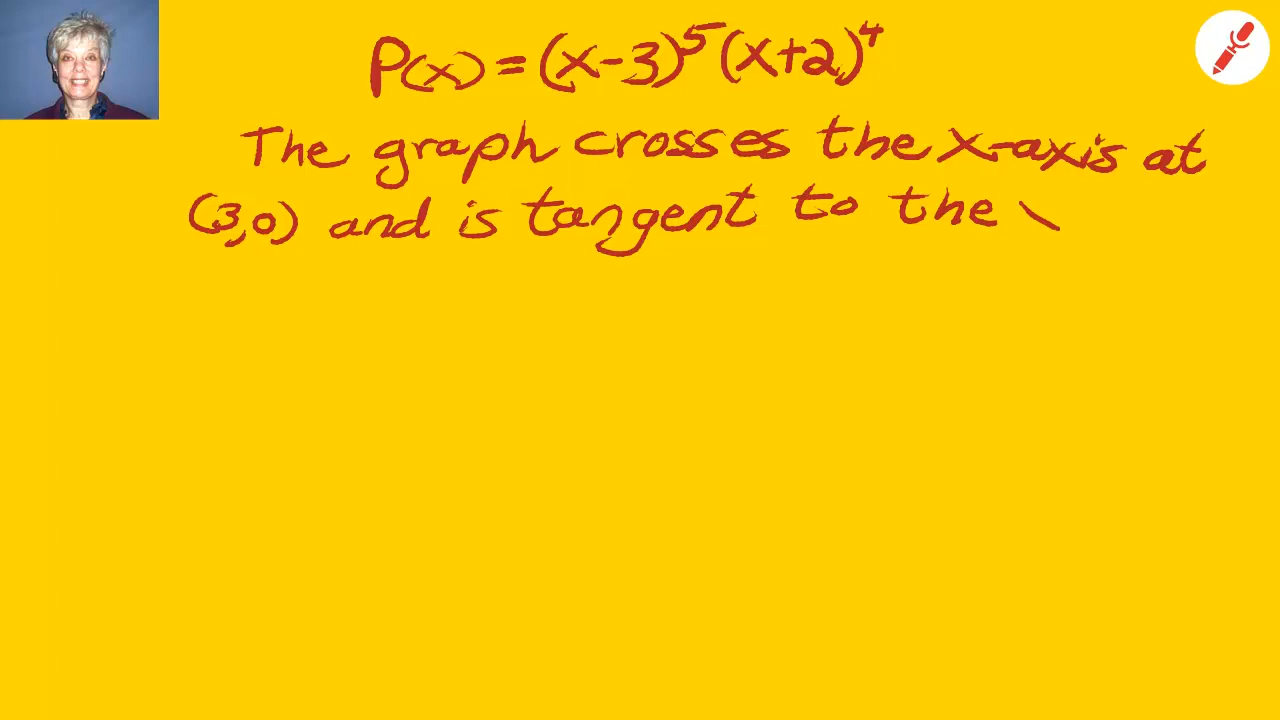 P(x) = (x-3)⁵ (x+2)⁴
The graph crosses the x-axis at
(3,0) and is tangent to the